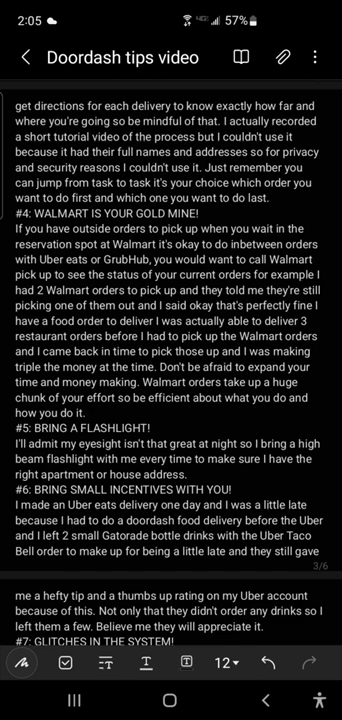 2:05
57%
Doordash tips video
get directions for each delivery to know exactly how far and
where you're going so be mindful of that. I actually recorded
a short tutorial video of the process but I couldn't use it
because it had their full names and addresses so for privacy
and security reasons I couldn't use it. Just remember you
can jump from task to task it's your choice which order you
want to do first and which one you want to do last.
#4: WALMART IS YOUR GOLD MINE!
If you have outside orders to pick up when you wait in the
reservation spot at Walmart it's okay to do inbetween orders
with Uber eats or GrubHub, you would want to call Walmart
pick up to see the status of your current orders for example I
had 2 Walmart orders to pick up and they told me they're still
picking one of them out and I said okay that's perfectly fine I
have a food order to deliver I was actually able to deliver 3
restaurant orders before I had to pick up the Walmart orders
and I came back in time to pick those up and I was making
triple the money at the time. Don't be afraid to expand your
time and money making. Walmart orders take up a huge
chunk of your effort so be efficient about what you do and
how you do it.
#5: BRING A FLASHLIGHT!
I'll admit my eyesight isn't that great at night so I bring a high
beam flashlight with me every time to make sure I have the
right apartment or house address.
#6: BRING SMALL INCENTIVES WITH YOU!
I made an Uber eats delivery one day and I was a little late
because I had to do a doordash food delivery before the Uber
and I left 2 small Gatorade bottle drinks with the Uber Taco
Bell order to make up for being a little late and they still gave
3/6
me a hefty tip and a thumbs up rating on my Uber account
because of this. Not only that they didn't order any drinks so I
left them a few. Believe me they will appreciate it.
#7: GLITCHES IN THE SYSTEM!
T
T
12